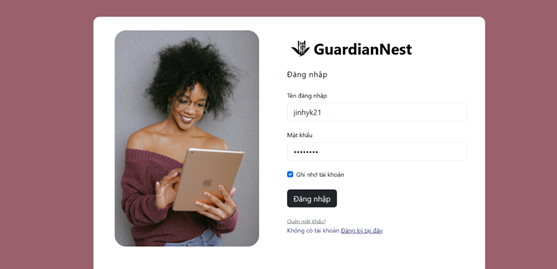 GuardianNest
Đăng nhập
Tên đăng nhập
jinhyk21
Mật khẩu
••••••••
Ghi nhớ tài khoản
Đăng nhập
Quên mật khẩu?
Không có tài khoản Đăng ký tại đây